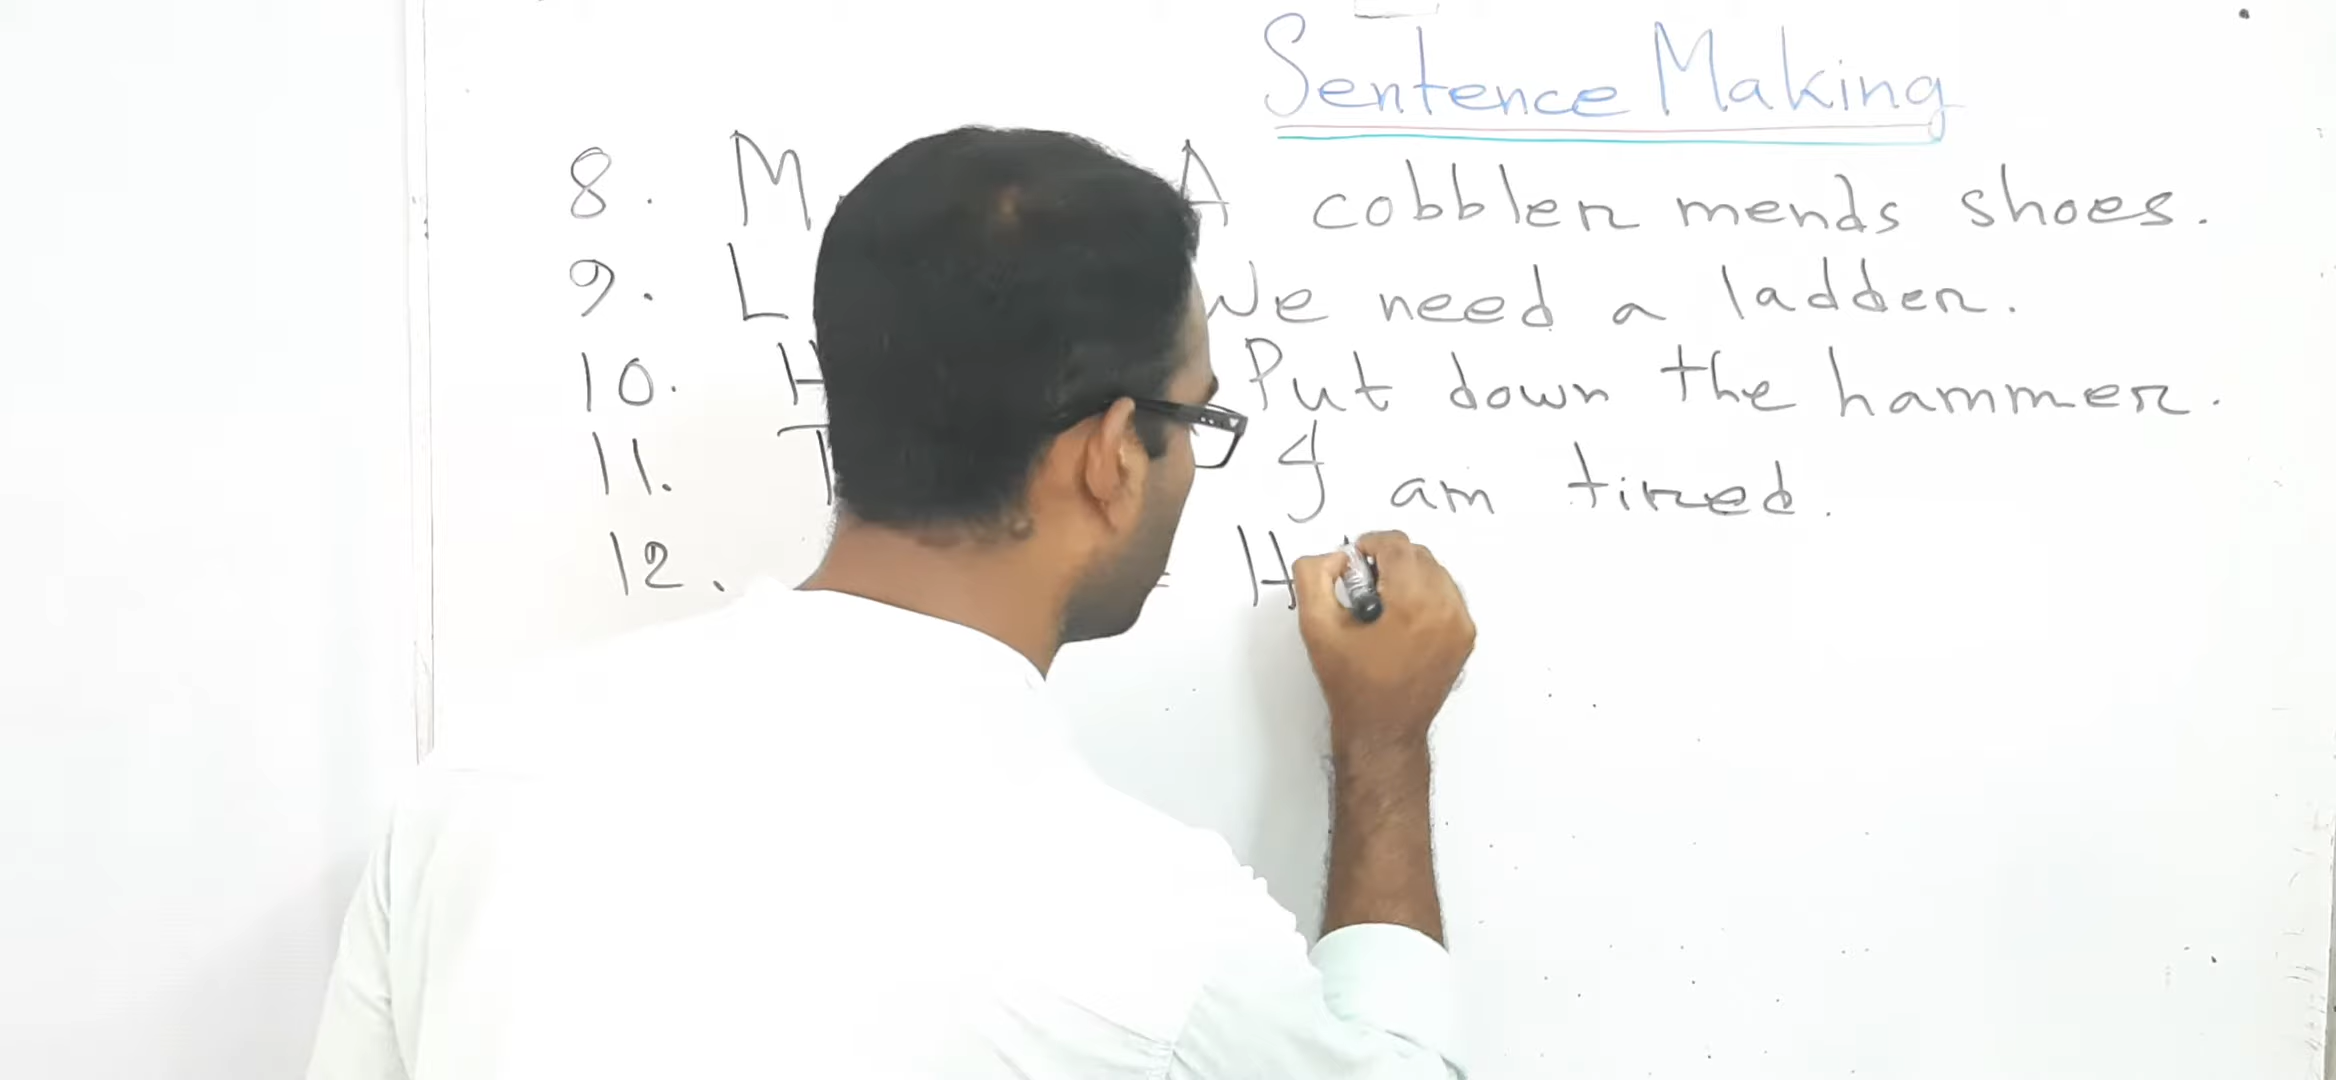 Sentence Making
8. M A cobbler mends shoes.
9. L We need a ladder.
10. H Put down the hammer.
11. T I am tired.
12. = H